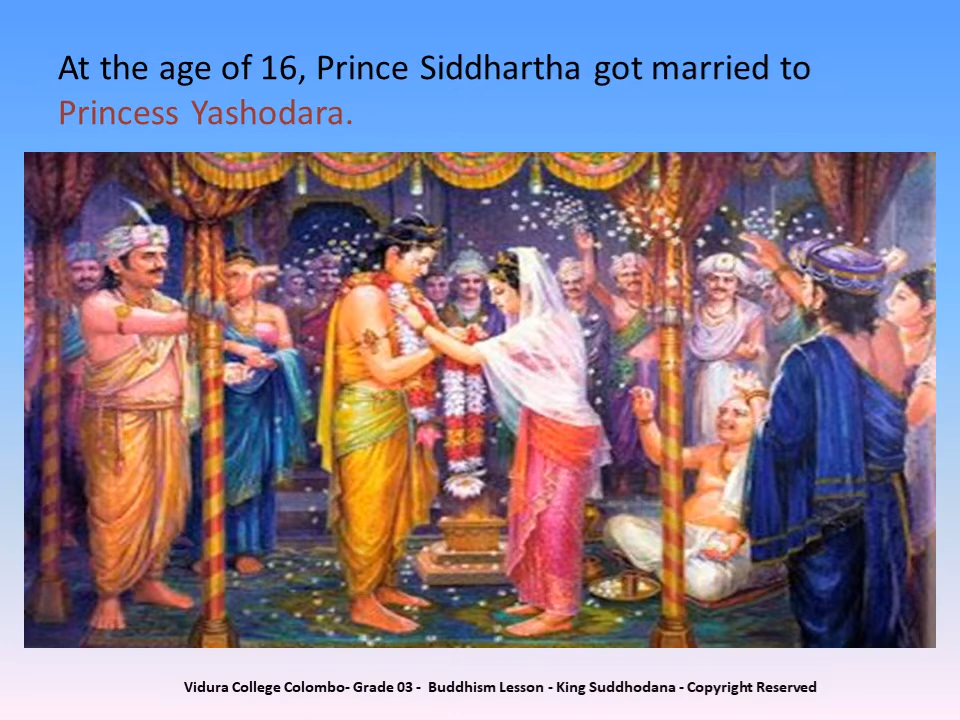 At the age of 16, Prince Siddhartha got married to
Princess Yashodara.
Vidura College Colombo- Grade 03 - Buddhism Lesson - King Suddhodana - Copyright Reserved